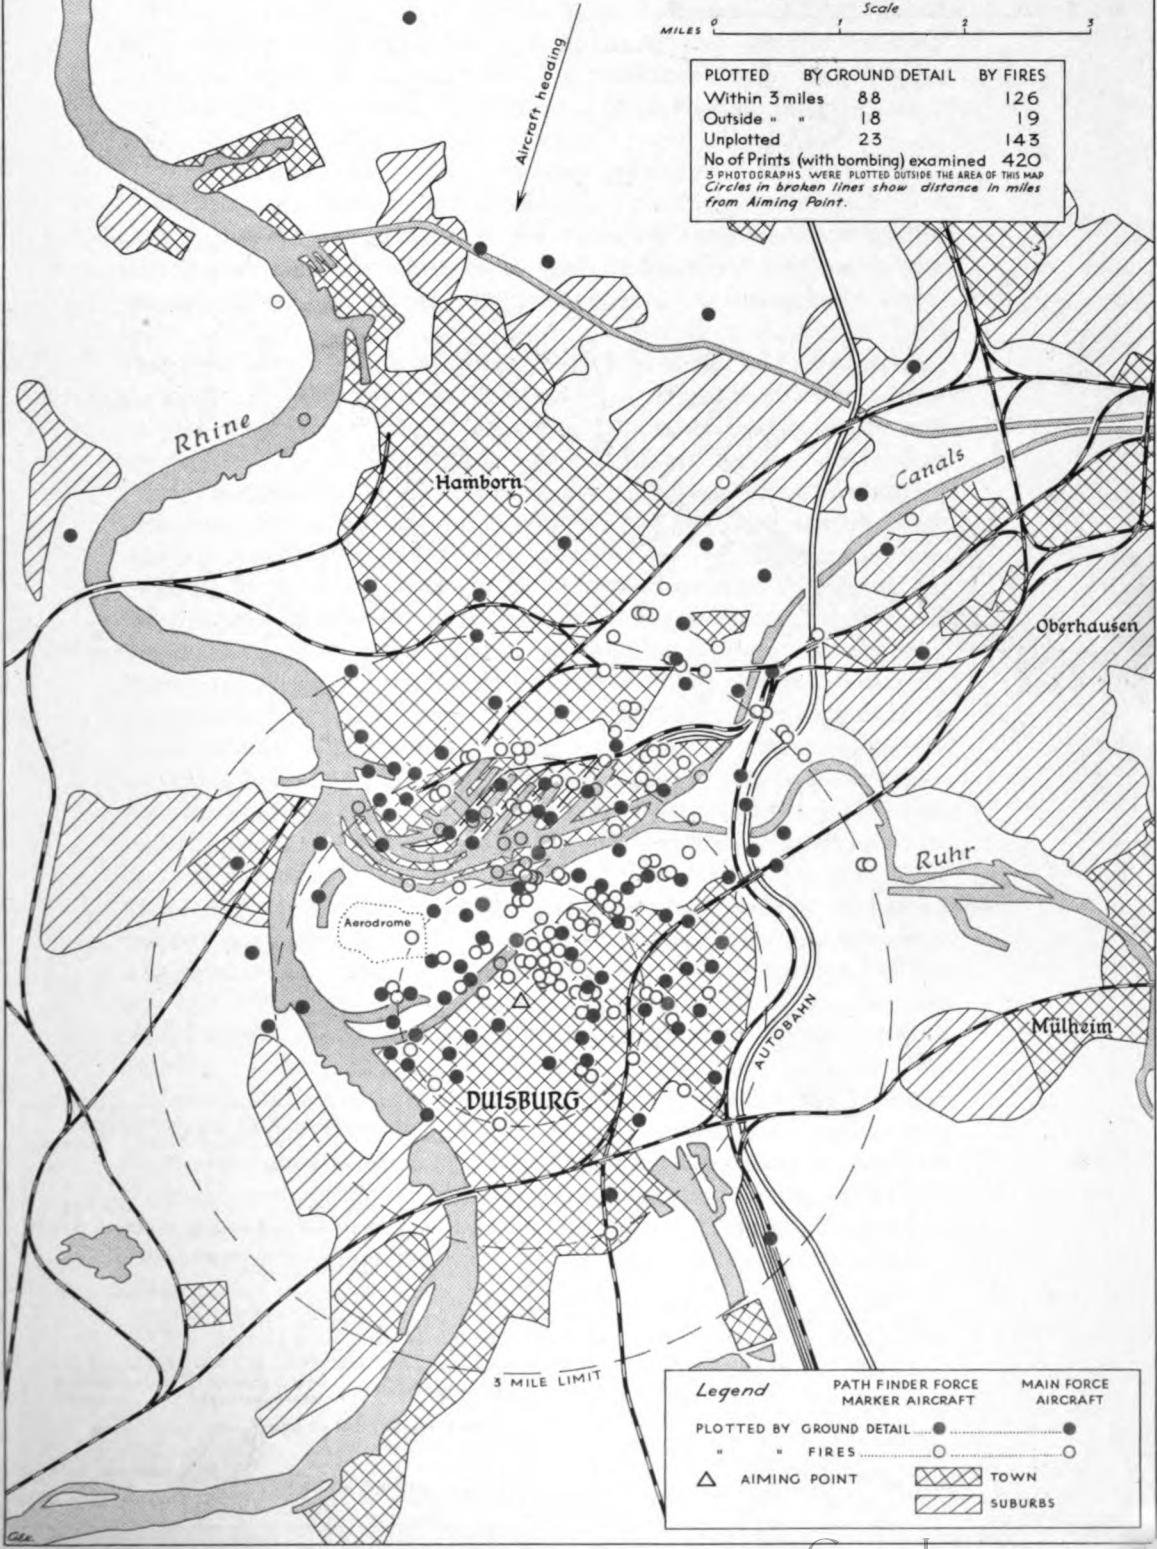 Scale
MILES 0 1 2 3
Aircraft heading
PLOTTED BY GROUND DETAIL BY FIRES
Within 3 miles 88 126
Outside " " 18 19
Unplotted 23 143
No of Prints (with bombing) examined 420
3 PHOTOGRAPHS WERE PLOTTED OUTSIDE THE AREA OF THIS MAP
Circles in broken lines show distance in miles
from Aiming Point.
Rhine
Hamborn
Canals
Oberhausen
Ruhr
Aerodrome
AUTOBAHN
Mülheim
DUISBURG
3 MILE LIMIT
Legend PATH FINDER FORCE MAIN FORCE
MARKER AIRCRAFT AIRCRAFT
PLOTTED BY GROUND DETAIL
" " FIRES
AIMING POINT TOWN
SUBURBS